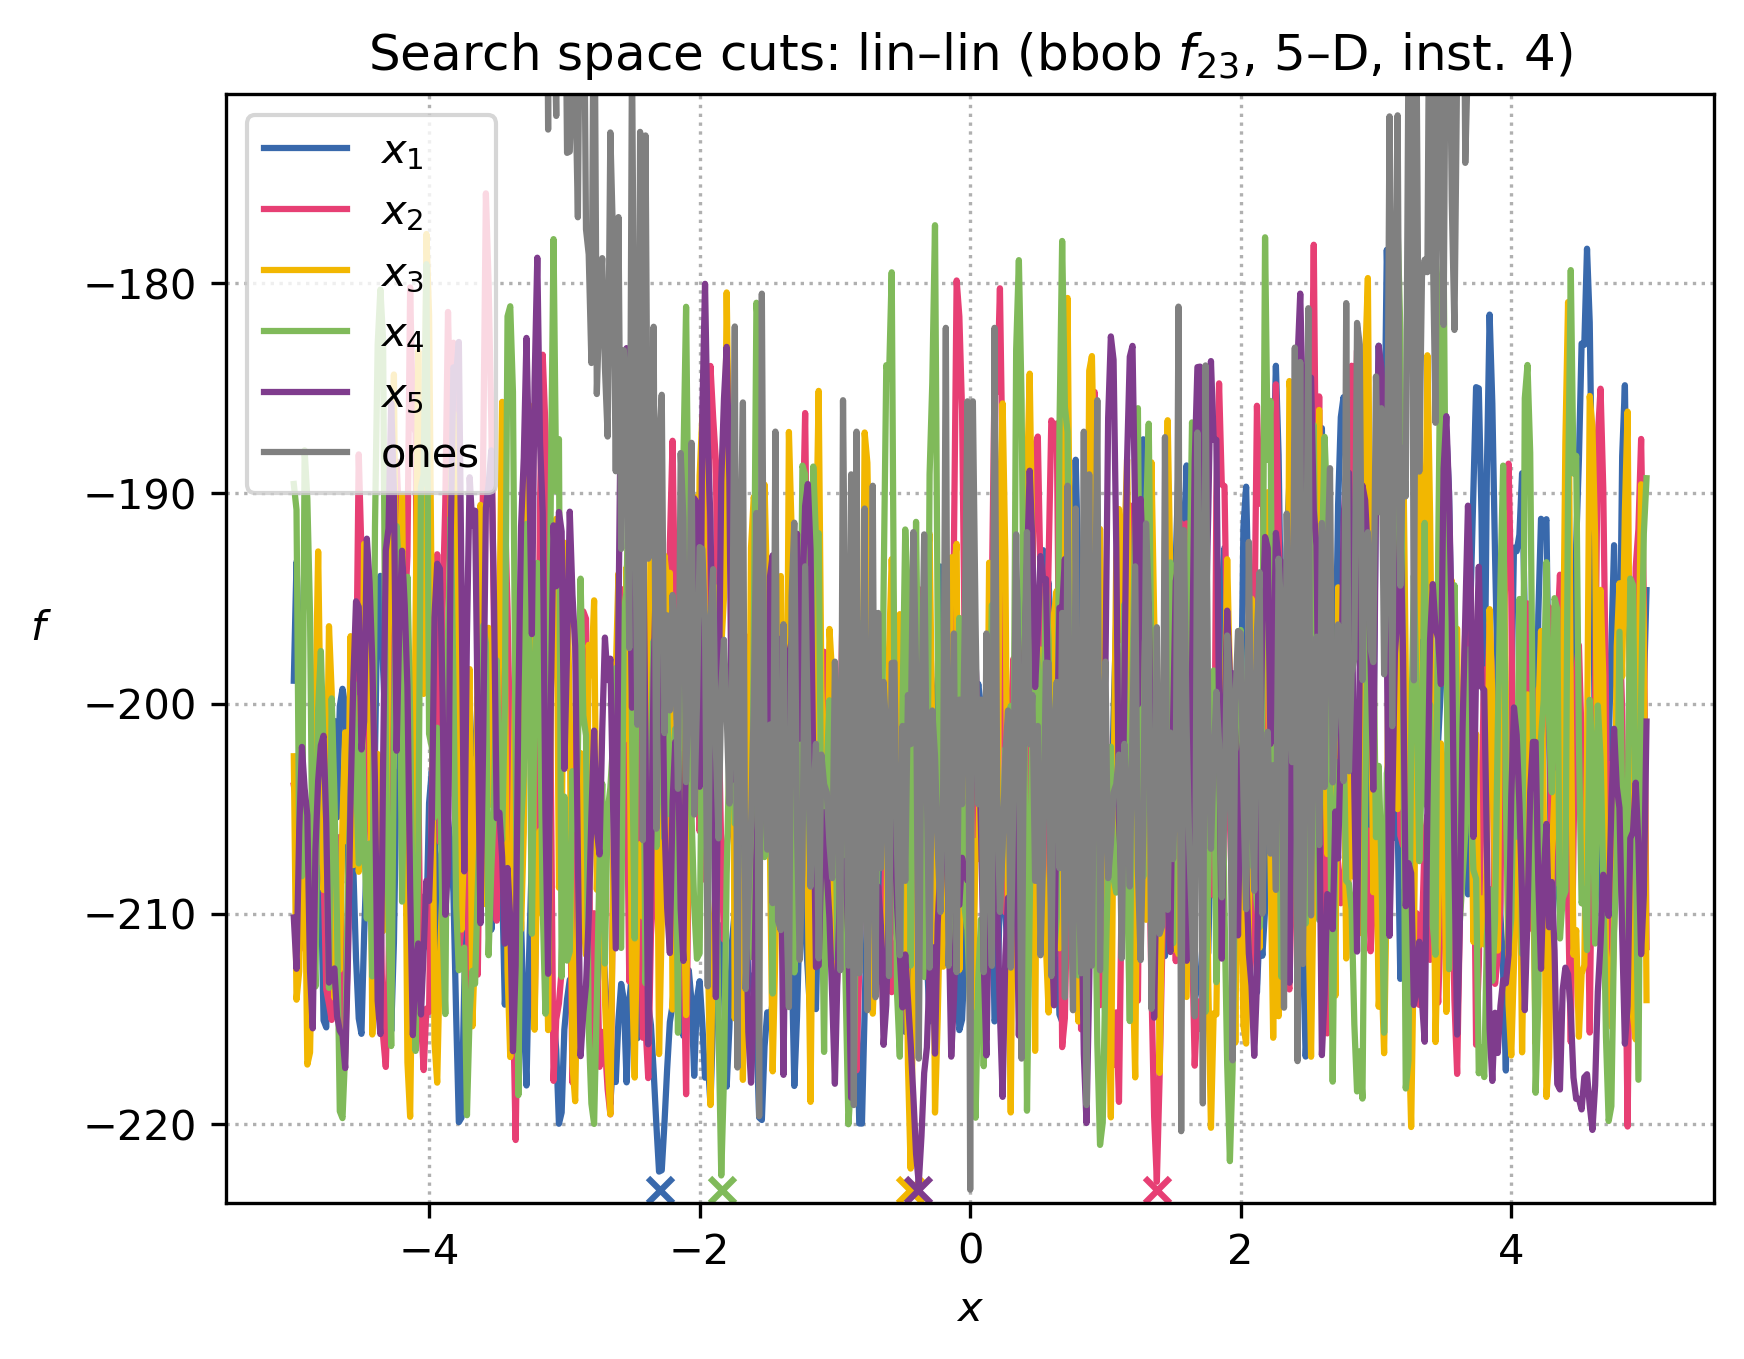 Search space cuts: lin–lin (bbob f23, 5–D, inst. 4)
x1
x2
x3
x4
x5
ones
−180
−190
−200
−210
−220
f
−4
−2
0
2
4
x